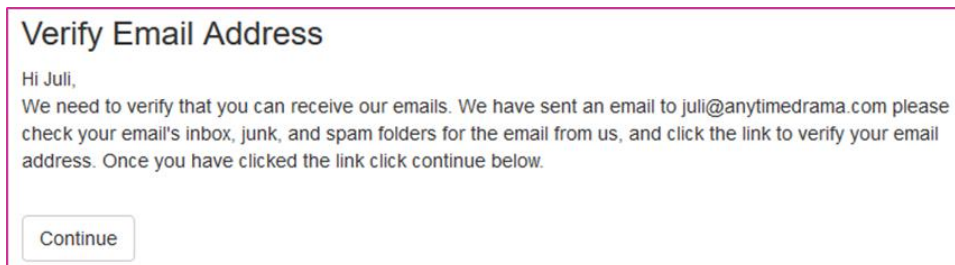 Verify Email Address
Hi Juli,
We need to verify that you can receive our emails. We have sent an email to juli@anytimedrama.com please
check your email's inbox, junk, and spam folders for the email from us, and click the link to verify your email
address. Once you have clicked the link click continue below.
Continue